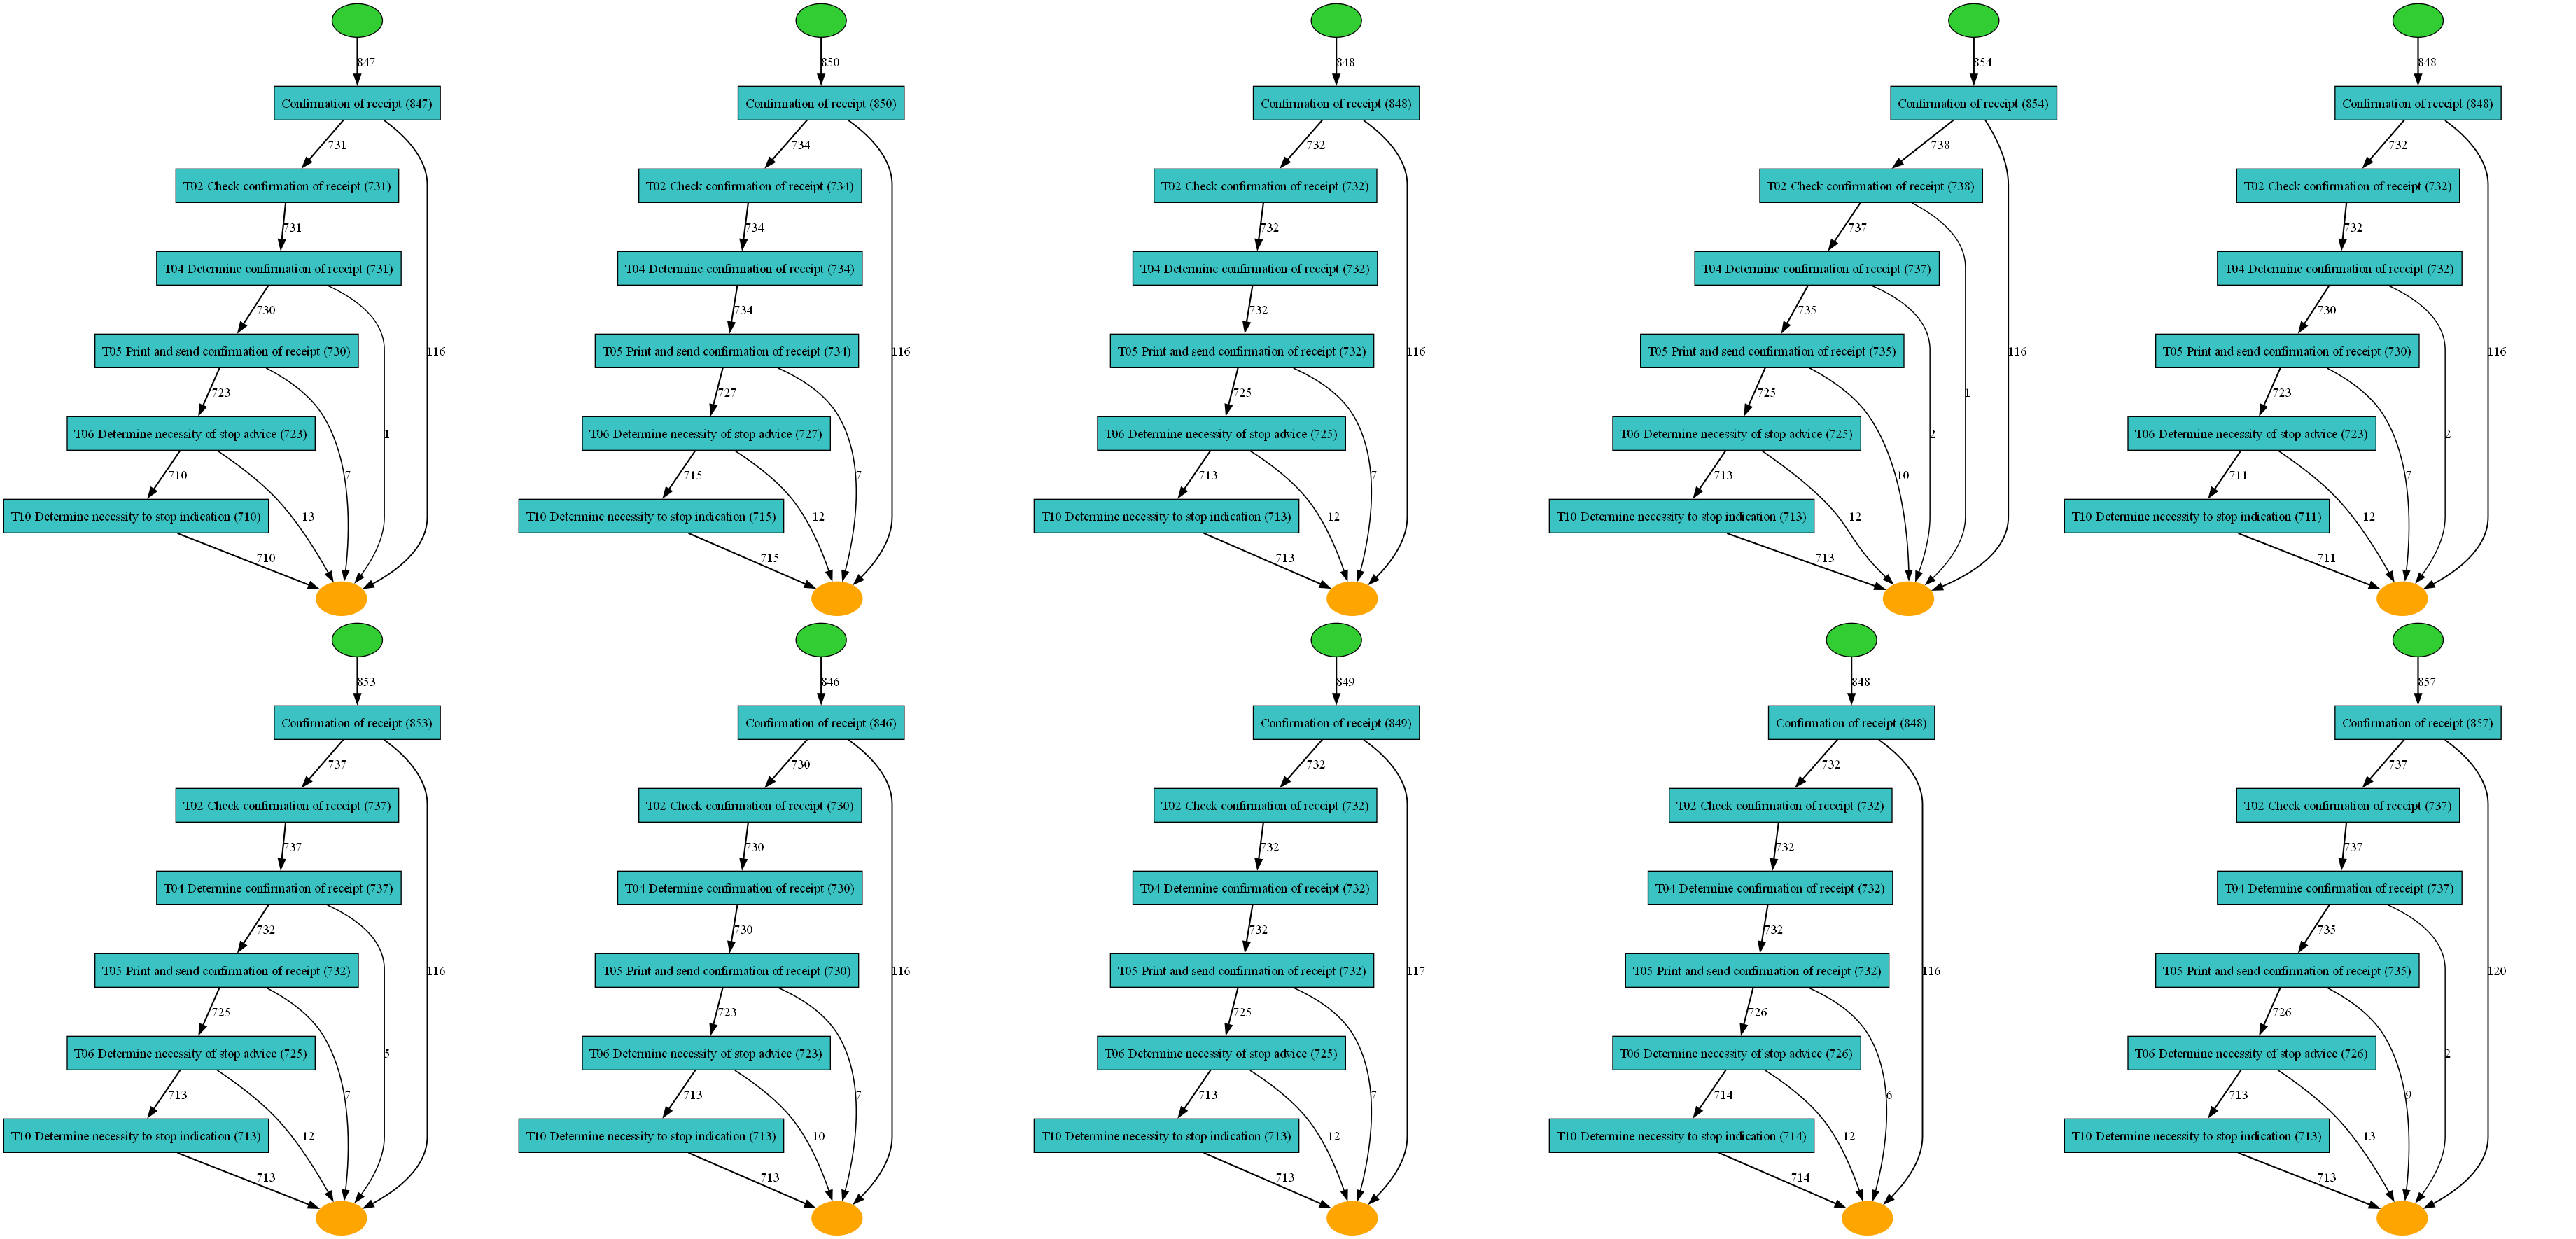 847
Confirmation of receipt (847)
731
T02 Check confirmation of receipt (731)
731
T04 Determine confirmation of receipt (731)
730
T05 Print and send confirmation of receipt (730)
116
723
T06 Determine necessity of stop advice (723)
1
710
7
T10 Determine necessity to stop indication (710)
13
710
850
Confirmation of receipt (850)
734
T02 Check confirmation of receipt (734)
734
T04 Determine confirmation of receipt (734)
734
T05 Print and send confirmation of receipt (734)
116
727
T06 Determine necessity of stop advice (727)
715
7
T10 Determine necessity to stop indication (715)
12
715
848
Confirmation of receipt (848)
732
T02 Check confirmation of receipt (732)
732
T04 Determine confirmation of receipt (732)
732
T05 Print and send confirmation of receipt (732)
116
725
T06 Determine necessity of stop advice (725)
713
7
T10 Determine necessity to stop indication (713)
12
713
854
Confirmation of receipt (854)
738
T02 Check confirmation of receipt (738)
737
T04 Determine confirmation of receipt (737)
735
T05 Print and send confirmation of receipt (735)
116
725
1
T06 Determine necessity of stop advice (725)
2
713
10
T10 Determine necessity to stop indication (713)
12
713
848
Confirmation of receipt (848)
732
T02 Check confirmation of receipt (732)
732
T04 Determine confirmation of receipt (732)
730
T05 Print and send confirmation of receipt (730)
116
723
T06 Determine necessity of stop advice (723)
2
711
7
T10 Determine necessity to stop indication (711)
12
711
853
Confirmation of receipt (853)
737
T02 Check confirmation of receipt (737)
737
T04 Determine confirmation of receipt (737)
732
T05 Print and send confirmation of receipt (732)
116
725
T06 Determine necessity of stop advice (725)
5
713
7
T10 Determine necessity to stop indication (713)
12
713
846
Confirmation of receipt (846)
730
T02 Check confirmation of receipt (730)
730
T04 Determine confirmation of receipt (730)
730
T05 Print and send confirmation of receipt (730)
116
723
T06 Determine necessity of stop advice (723)
713
7
T10 Determine necessity to stop indication (713)
10
713
849
Confirmation of receipt (849)
732
T02 Check confirmation of receipt (732)
732
T04 Determine confirmation of receipt (732)
732
T05 Print and send confirmation of receipt (732)
117
725
T06 Determine necessity of stop advice (725)
713
7
T10 Determine necessity to stop indication (713)
12
713
848
Confirmation of receipt (848)
732
T02 Check confirmation of receipt (732)
732
T04 Determine confirmation of receipt (732)
732
T05 Print and send confirmation of receipt (732)
116
726
T06 Determine necessity of stop advice (726)
714
6
T10 Determine necessity to stop indication (714)
12
714
857
Confirmation of receipt (857)
737
T02 Check confirmation of receipt (737)
737
T04 Determine confirmation of receipt (737)
735
T05 Print and send confirmation of receipt (735)
120
726
T06 Determine necessity of stop advice (726)
2
713
9
T10 Determine necessity to stop indication (713)
13
713